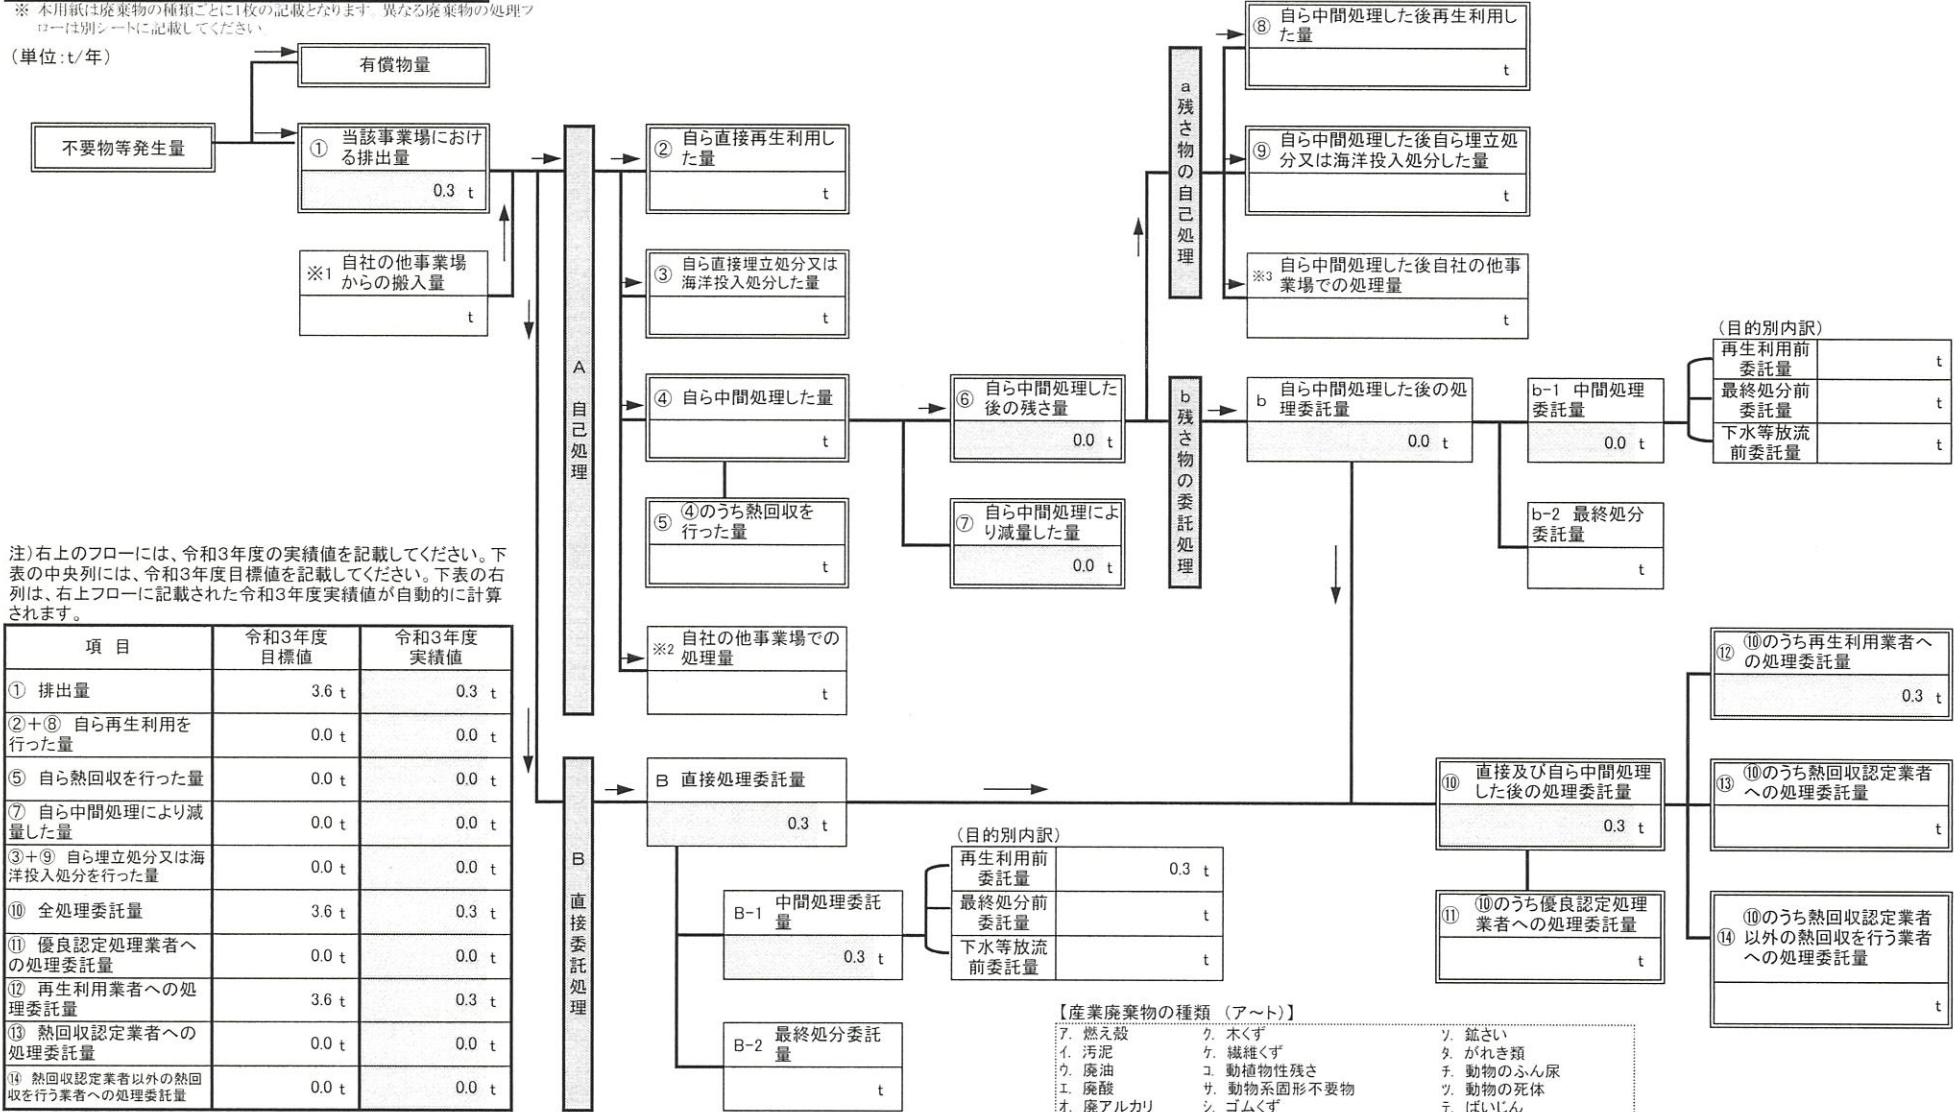 ※ 本用紙は廃棄物の種類ごとに1枚の記載となります。異なる廃棄物の処理フ
ローは別シートに記載してください。
（単位：t/年）
有償物量
不要物等発生量
① 当該事業場におけ
る排出量
0.3 t
※1 自社の他事業場
からの搬入量
t
A 自己処理
② 自ら直接再生利用し
た量
t
③ 自ら直接埋立処分又は
海洋投入処分した量
t
④ 自ら中間処理した量
t
⑤ ④のうち熱回収を
行った量
t
※2 自社の他事業場での
処理量
t
⑥ 自ら中間処理した
後の残さ量
0.0 t
⑦ 自ら中間処理によ
り減量した量
0.0 t
a 残さ物の自己処理
⑧ 自ら中間処理した後再生利用し
た量
t
⑨ 自ら中間処理した後自ら埋立処
分又は海洋投入処分した量
t
※3 自ら中間処理した後自社の他事
業場での処理量
t
b 残さ物の委託処理
b 自ら中間処理した後の処
理委託量
0.0 t
b-1 中間処理
委託量
0.0 t
b-2 最終処分
委託量
t
（目的別内訳）
再生利用前
委託量 t
最終処分前
委託量 t
下水等放流
前委託量 t
注）右上のフローには、令和3年度の実績値を記載してください。下
表の中央列には、令和3年度目標値を記載してください。下表の右
列は、右上フローに記載された令和3年度実績値が自動的に計算
されます。
項 目 令和3年度 令和3年度
目標値 実績値
① 排出量 3.6 t 0.3 t
②＋⑧ 自ら再生利用を
行った量 0.0 t 0.0 t
⑤ 自ら熱回収を行った量 0.0 t 0.0 t
⑦ 自ら中間処理により減
量した量 0.0 t 0.0 t
③＋⑨ 自ら埋立処分又は海
洋投入処分を行った量 0.0 t 0.0 t
⑩ 全処理委託量 3.6 t 0.3 t
⑪ 優良認定処理業者へ
の処理委託量 0.0 t 0.0 t
⑫ 再生利用業者への処
理委託量 3.6 t 0.3 t
⑬ 熱回収認定業者への
処理委託量 0.0 t 0.0 t
⑭ 熱回収認定業者以外の熱回
収を行う業者への処理委託量 0.0 t 0.0 t
B 直接委託処理
B 直接処理委託量
0.3 t
B-1 中間処理委託
量
0.3 t
B-2 最終処分委託
量
t
（目的別内訳）
再生利用前
委託量 0.3 t
最終処分前
委託量 t
下水等放流
前委託量 t
⑩ 直接及び自ら中間処理
した後の処理委託量
0.3 t
⑪ ⑩のうち優良認定処理
業者への処理委託量
t
⑫ ⑩のうち再生利用業者へ
の処理委託量
0.3 t
⑬ ⑩のうち熱回収認定業者
への処理委託量
t
⑭ ⑩のうち熱回収認定業者
以外の熱回収を行う業者
への処理委託量
t
【産業廃棄物の種類 （ア～ト）】
ア. 燃え殻 ク. 木くず ソ. 鉱さい
イ. 汚泥 ケ. 繊維くず タ. がれき類
ウ. 廃油 コ. 動植物性残さ チ. 動物のふん尿
エ. 廃酸 サ. 動物系固形不要物 ツ. 動物の死体
オ. 廃アルカリ シ. ゴムくず テ. ばいじん